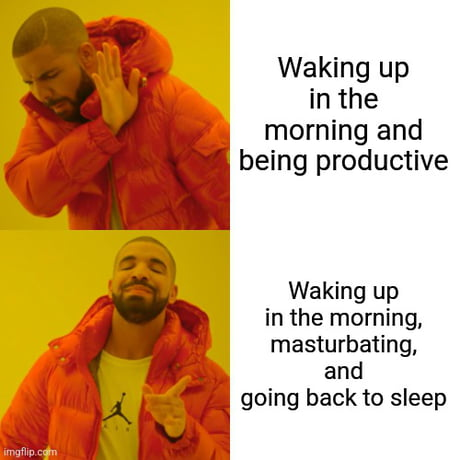 Waking up
in the
morning and
being productive
Waking up
in the morning,
masturbating,
and
going back to sleep
imgflip.com